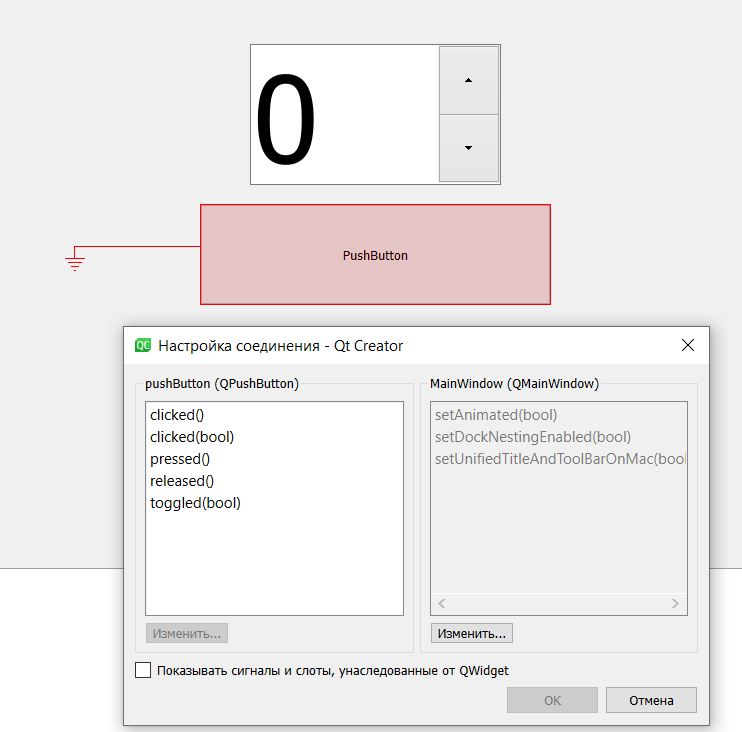 0
PushButton
QC Настройка соединения - Qt Creator
pushButton (QPushButton)
clicked()
clicked(bool)
pressed()
released()
toggled(bool)
Изменить...
MainWindow (QMainWindow)
setAnimated(bool)
setDockNestingEnabled(bool)
setUnifiedTitleAndToolBarOnMac(bool
Изменить...
Показывать сигналы и слоты, унаследованные от QWidget
OK
Отмена